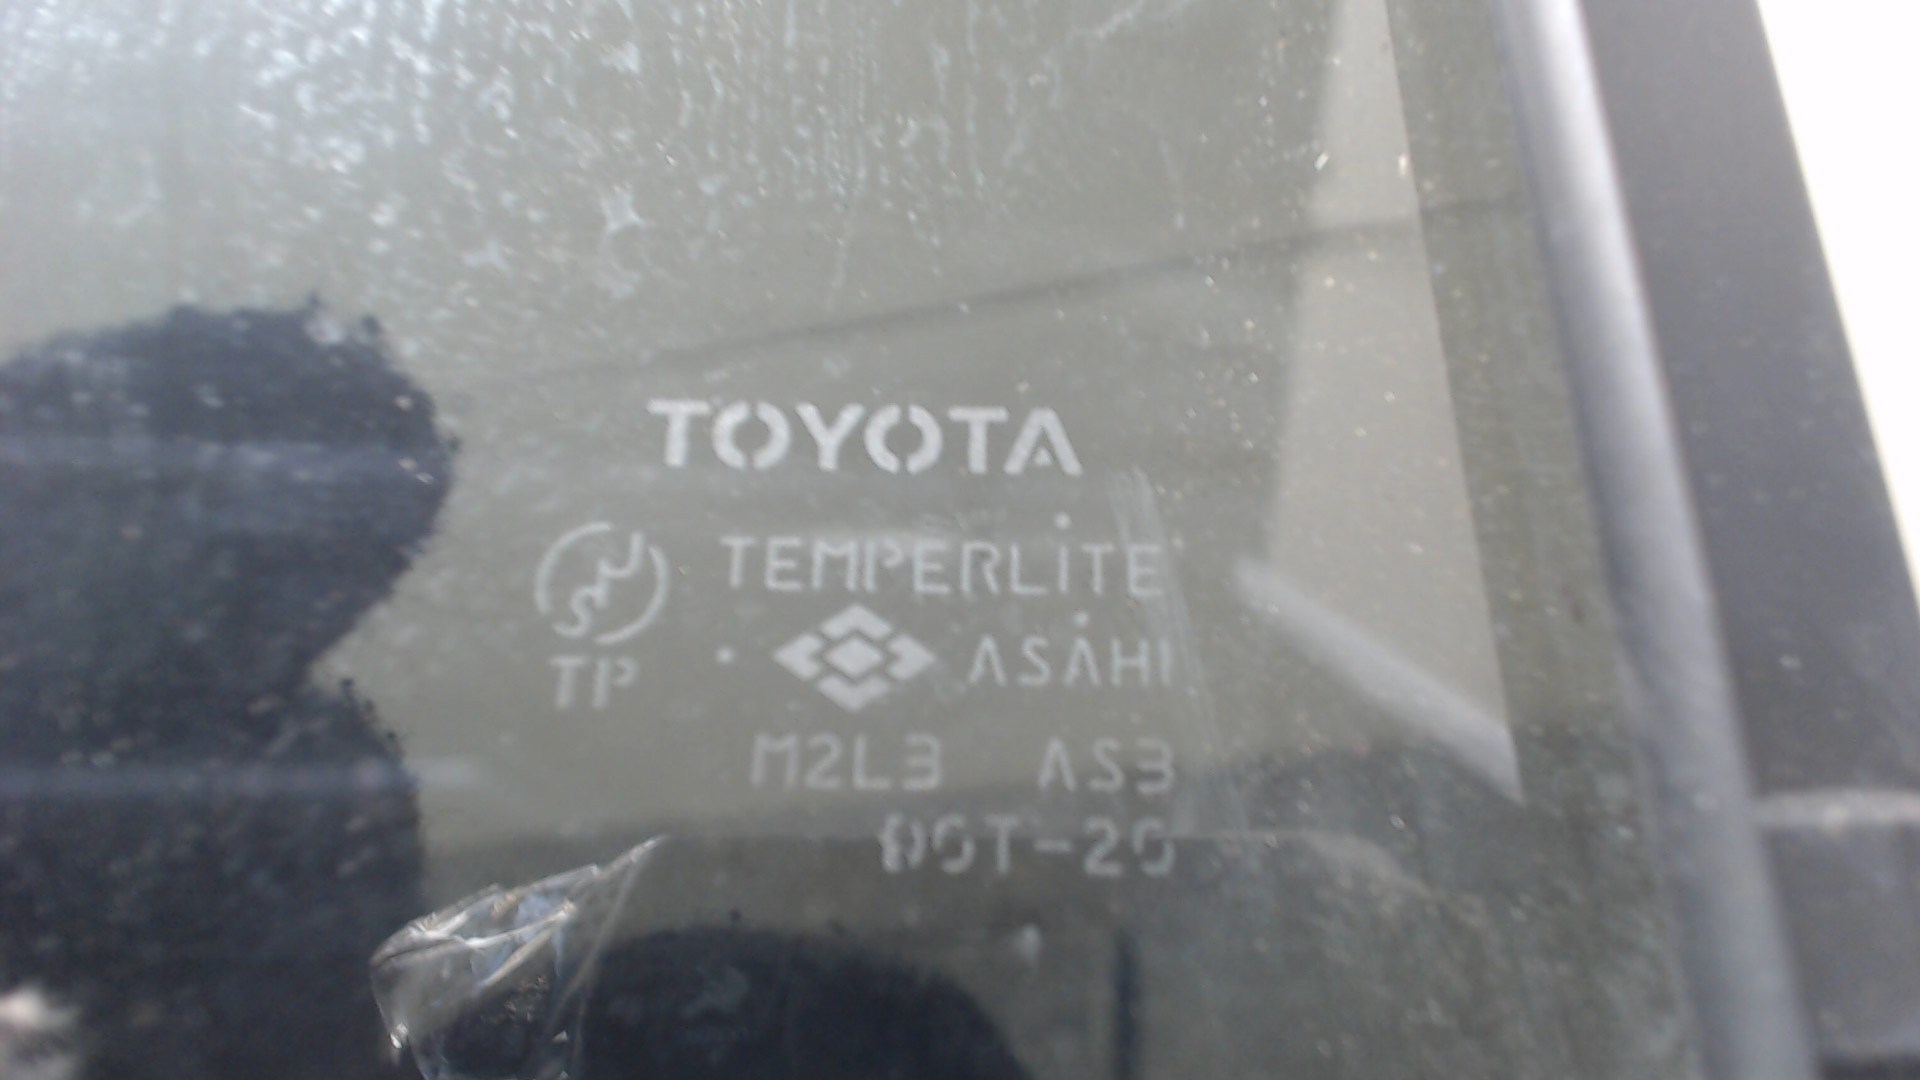 TOYOTA
TEMPERLITE
TP
ASAHI
M2L3 AS3
DOT-20